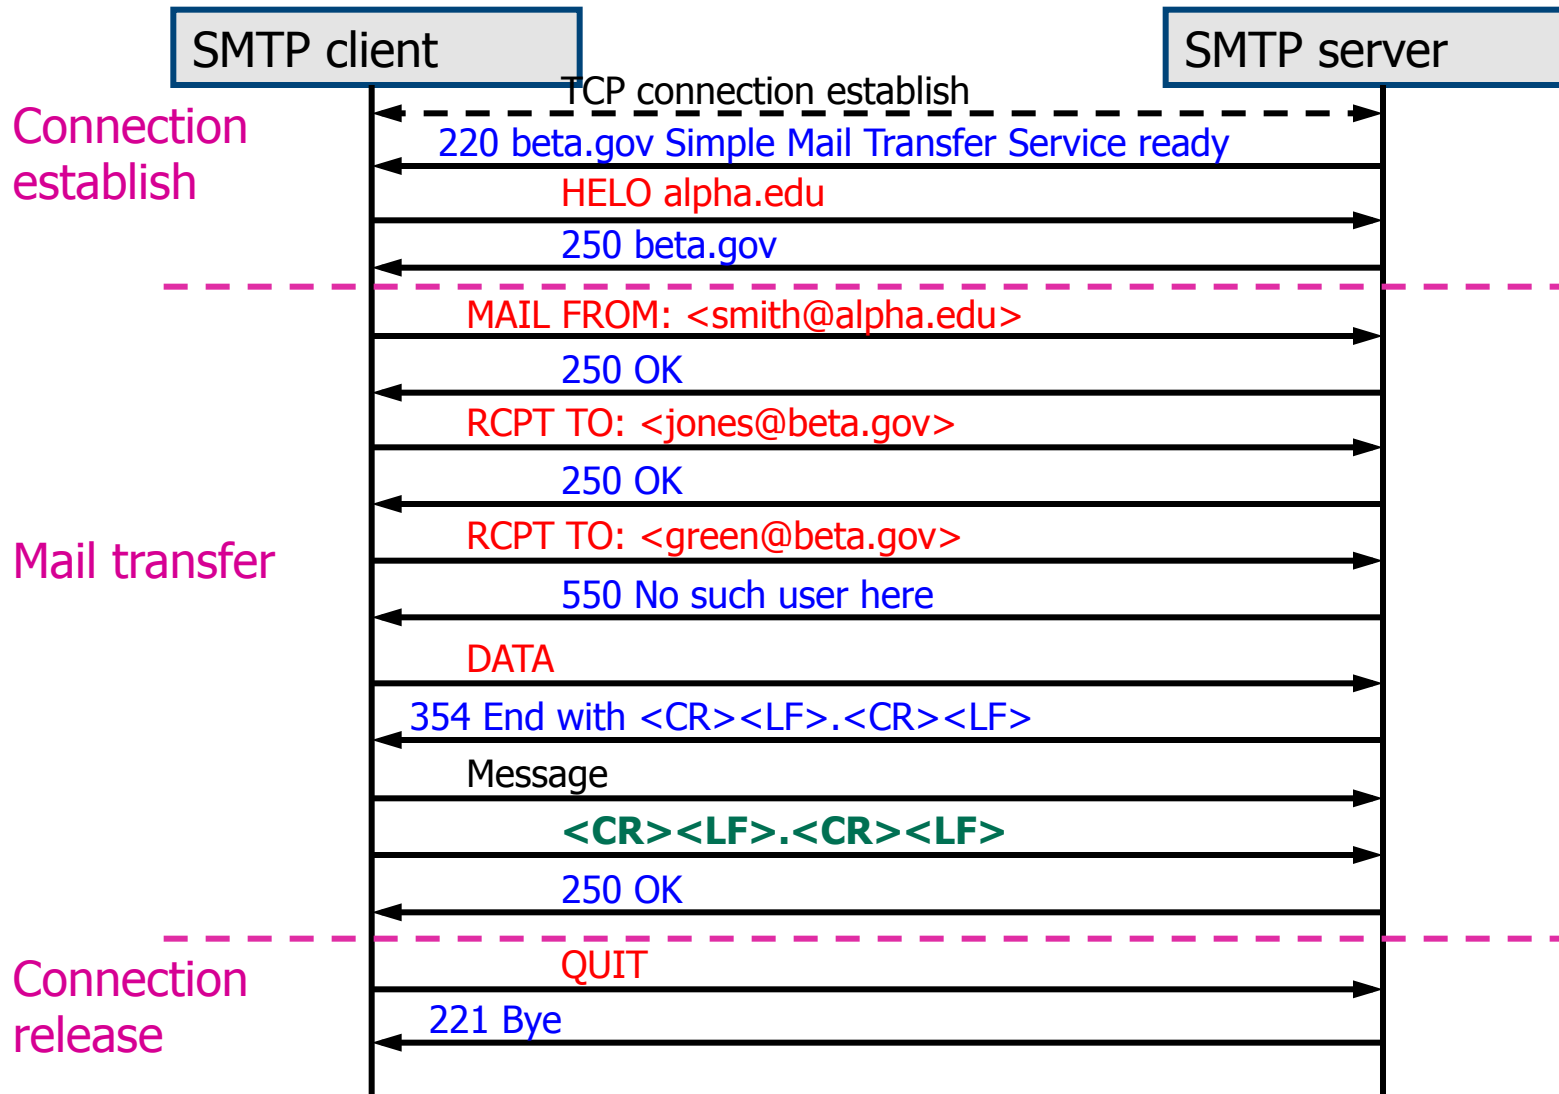 SMTP client
SMTP server
TCP connection establish
Connection
establish
220 beta.gov Simple Mail Transfer Service ready
HELO alpha.edu
250 beta.gov
MAIL FROM: <smith@alpha.edu>
250 OK
RCPT TO: <jones@beta.gov>
250 OK
RCPT TO: <green@beta.gov>
Mail transfer
550 No such user here
DATA
354 End with <CR><LF>.<CR><LF>
Message
<CR><LF>.<CR><LF>
250 OK
QUIT
Connection
release
221 Bye